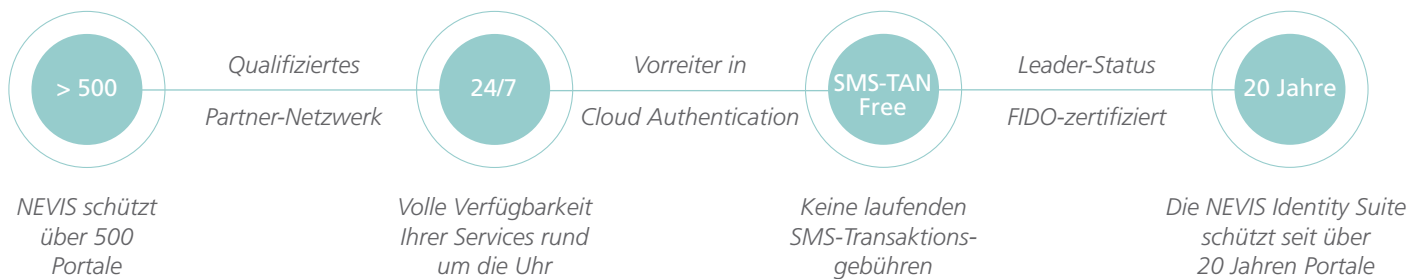 > 500
Qualifiziertes
Partner-Netzwerk
24/7
Vorreiter in
Cloud Authentication
SMS-TAN
Free
Leader-Status
FIDO-zertifiziert
20 Jahre
NEVIS schützt
über 500
Portale
Volle Verfügbarkeit
Ihrer Services rund
um die Uhr
Keine laufenden
SMS-Transaktions-
gebühren
Die NEVIS Identity Suite
schützt seit über
20 Jahren Portale